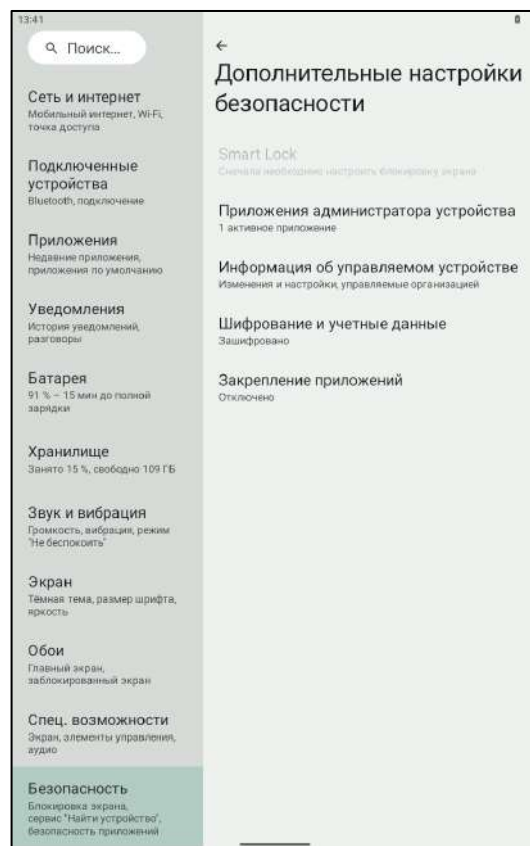 13:41
Поиск...
Сеть и интернет
Мобильный интернет, Wi-Fi,
точка доступа
Подключенные
устройства
Bluetooth, подключение
Приложения
Недавние приложения,
приложения по умолчанию
Уведомления
История уведомлений,
разговоры
Батарея
91 % – 15 мин до полной
зарядки
Хранилище
Занято 15 %, свободно 109 ГБ
Звук и вибрация
Громкость, вибрация, режим
"Не беспокоить"
Экран
Тёмная тема, размер шрифта,
яркость
Обои
Главный экран,
заблокированный экран
Спец. возможности
Экран, элементы управления,
аудио
Безопасность
Блокировка экрана,
сервис "Найти устройство",
безопасность приложений
Дополнительные настройки
безопасности
Smart Lock
Сначала необходимо настроить блокировку экрана
Приложения администратора устройства
1 активное приложение
Информация об управляемом устройстве
Изменения и настройки, управляемые организацией
Шифрование и учетные данные
Зашифровано
Закрепление приложений
Отключено